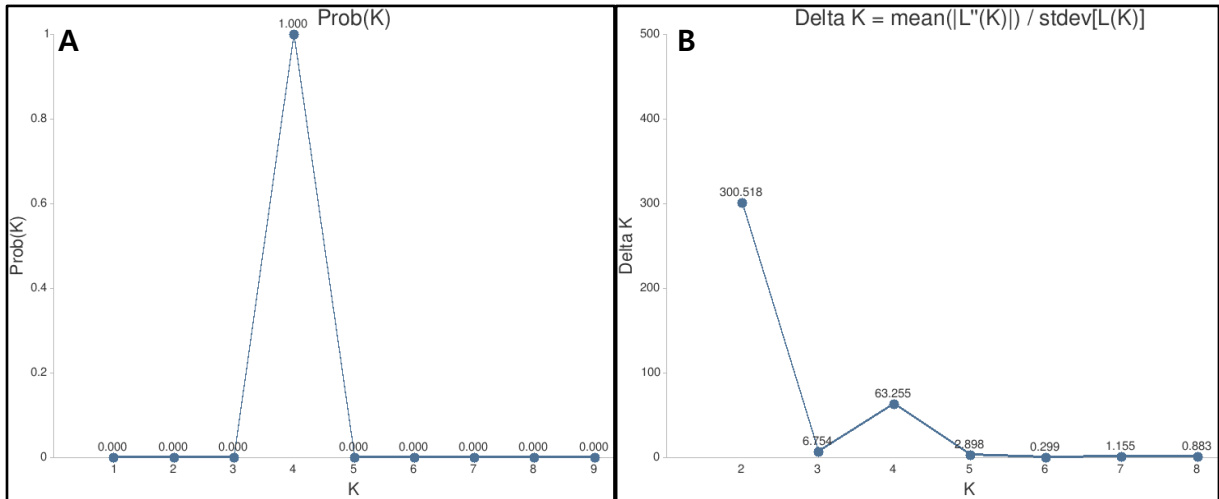 A
Prob(K)
1.000
1
0.8
0.6
0.4
0.2
0
Prob(K)
0.000 0.000 0.000 0.000 0.000 0.000 0.000 0.000
1 2 3 4 5 6 7 8 9
K
B
Delta K = mean(|L"(K)|) / stdev[L(K)]
500
400
300
200
100
0
Delta K
300.518
6.754
63.255
2.898
0.299
1.155
0.883
2 3 4 5 6 7 8
K